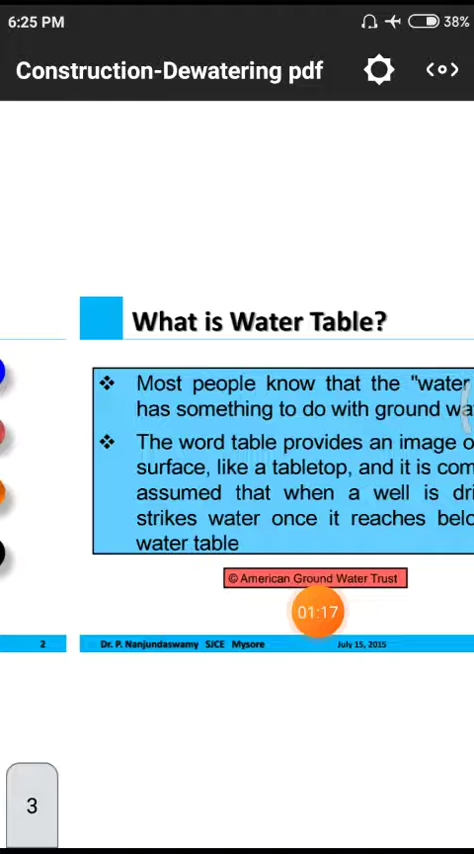 6:25 PM
38%
Construction-Dewatering pdf
What is Water Table?
❖ Most people know that the "water
has something to do with ground wa
❖ The word table provides an image o
surface, like a tabletop, and it is com
assumed that when a well is dri
strikes water once it reaches belo
water table
© American Ground Water Trust
01:17
2
Dr. P. Nanjundaswamy SJCE Mysore
July 15, 2015
3